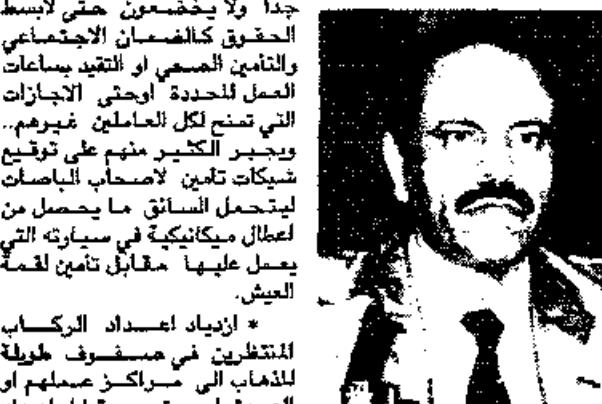 جدا ولا يخضعون حتى لابسط
الحقوق كالضمان الاجتماعي
والتأمين الصحي او التقيد بساعات
العمل المحددة اوحتى الاجازات
التي تمنح لكل العاملين غيرهم..
ويجبر الكثير منهم على توقيع
شيكات تامين لاصحاب الباصات
ليتحمل السائق ما يحصل من
اعطال ميكانيكية في سيارته التي
يعمل عليها مقابل تأمين لقمة
العيش.
* ازدياد اعداد الركاب
المنتظرين في صفوف طويلة
للذهاب الى مراكز عملهم او